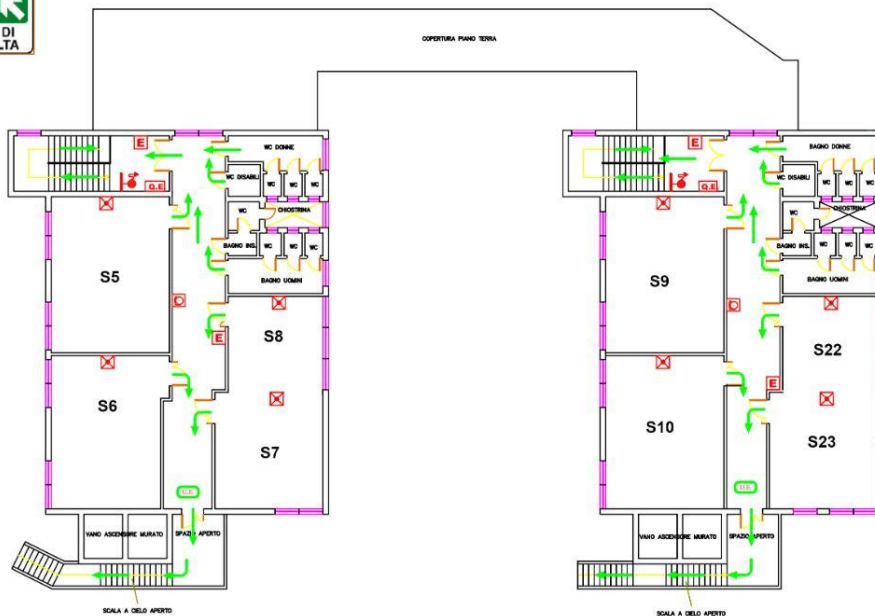 DI
LTA
COPERTURA PIANO TERRA
E
WC DONNE
Q.E.
WC DISABILI
WC
WC
WC
WC
CHIOSTRINA
S5
BAGNO INS.
WC
WC
WC
BAGNO UOMINI
S8
E
S6
S7
U.E.
VANO ASCENSORE MURATO
SPAZIO APERTO
SCALA A CIELO APERTO
E
BAGNO DONNE
Q.E.
WC DISABILI
WC
WC
WC
WC
CHIOSTRINA
S9
BAGNO INS.
WC
WC
WC
BAGNO UOMINI
S22
E
S10
S23
U.E.
VANO ASCENSORE MURATO
SPAZIO APERTO
SCALA A CIELO APERTO